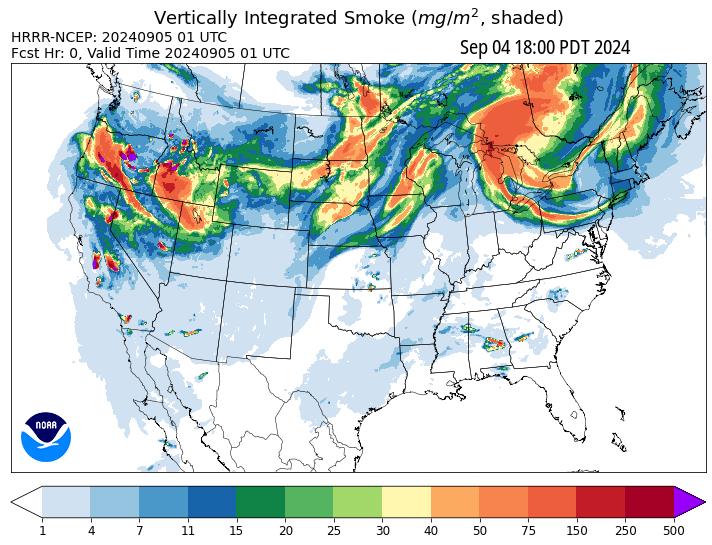 Vertically Integrated Smoke (mg/m², shaded)
HRRR-NCEP: 20240905 01 UTC
Fcst Hr: 0, Valid Time 20240905 01 UTC
Sep 04 18:00 PDT 2024
NOAA
1 4 7 11 15 20 25 30 40 50 75 150 250 500